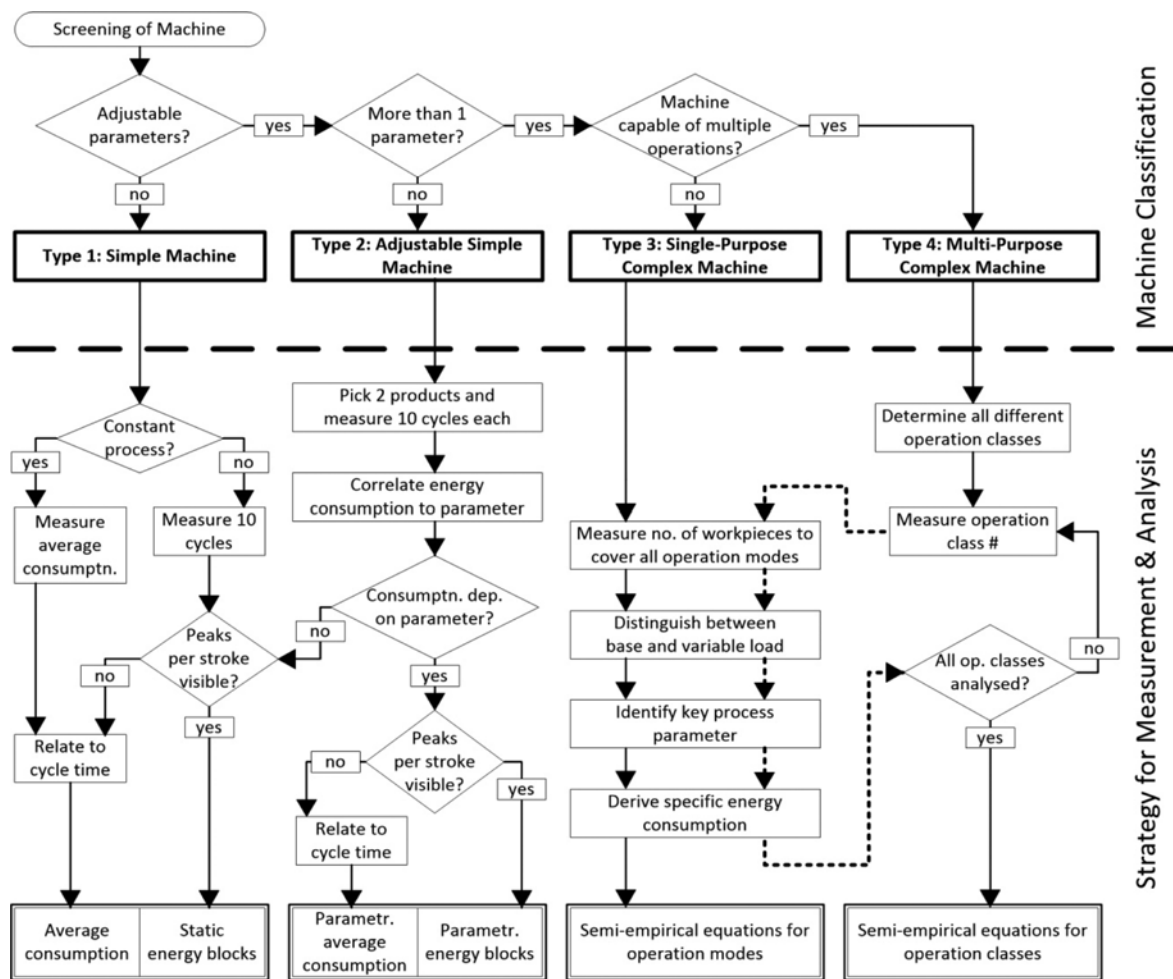 Screening of Machine
Adjustable
parameters?
yes
More than 1
parameter?
yes
Machine
capable of multiple
operations?
yes
no
no
no
Type 1: Simple Machine
Type 2: Adjustable Simple
Machine
Type 3: Single-Purpose
Complex Machine
Type 4: Multi-Purpose
Complex Machine
Machine Classification
Constant
process?
yes
no
Measure
average
consumptn.
Measure 10
cycles
Peaks
per stroke
visible?
no
yes
Relate to
cycle time
Average
consumption
Static
energy blocks
Pick 2 products and
measure 10 cycles each
Correlate energy
consumption to parameter
Consumptn. dep.
on parameter?
no
yes
Peaks
per stroke
visible?
no
yes
Relate to
cycle time
Parametr.
average
consumption
Parametr.
energy blocks
Measure no. of workpieces to
cover all operation modes
Distinguish between
base and variable load
Identify key process
parameter
Derive specific energy
consumption
Semi-empirical equations for
operation modes
Determine all different
operation classes
Measure operation
class #
All op. classes
analysed?
no
yes
Semi-empirical equations for
operation classes
Strategy for Measurement & Analysis